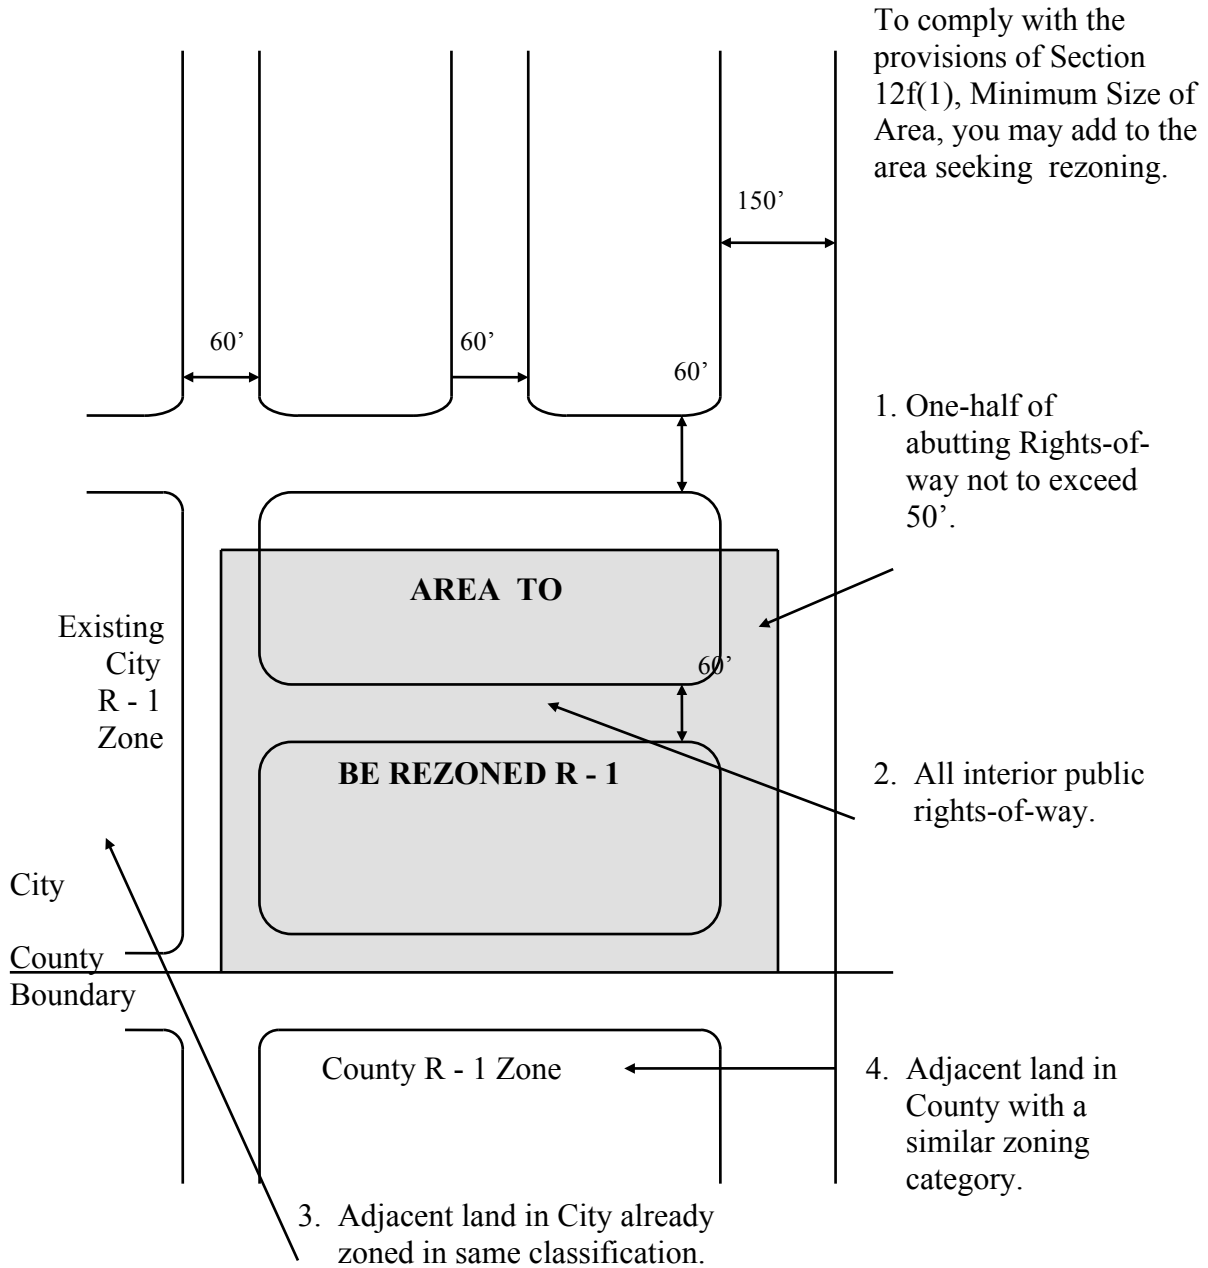 To comply with the
provisions of Section
12f(1), Minimum Size of
Area, you may add to the
area seeking rezoning.
150’
60’
60’
60’
1. One-half of
abutting Rights-of-
way not to exceed
50’.
AREA TO
Existing
City
R - 1
Zone
60’
BE REZONED R - 1
2. All interior public
rights-of-way.
City
County
Boundary
County R - 1 Zone
4. Adjacent land in
County with a
similar zoning
category.
3. Adjacent land in City already
zoned in same classification.